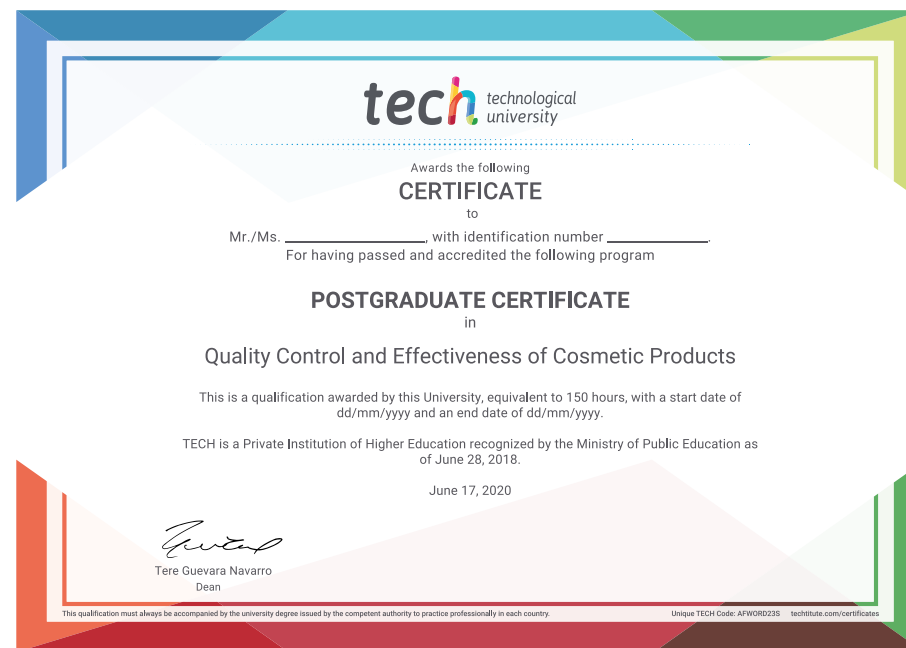 tech technological
university
Awards the following
CERTIFICATE
to
Mr./Ms. ____________________, with identification number __________________.
For having passed and accredited the following program
POSTGRADUATE CERTIFICATE
in
Quality Control and Effectiveness of Cosmetic Products
This is a qualification awarded by this University, equivalent to 150 hours, with a start date of
dd/mm/yyyy and an end date of dd/mm/yyyy.
TECH is a Private Institution of Higher Education recognized by the Ministry of Public Education as
of June 28, 2018.
June 17, 2020
Tere Guevara Navarro
Dean
This qualification must always be accompanied by the university degree issued by the competent authority to practice professionally in each country. Unique TECH Code: AFWORD23S techtitute.com/certificates